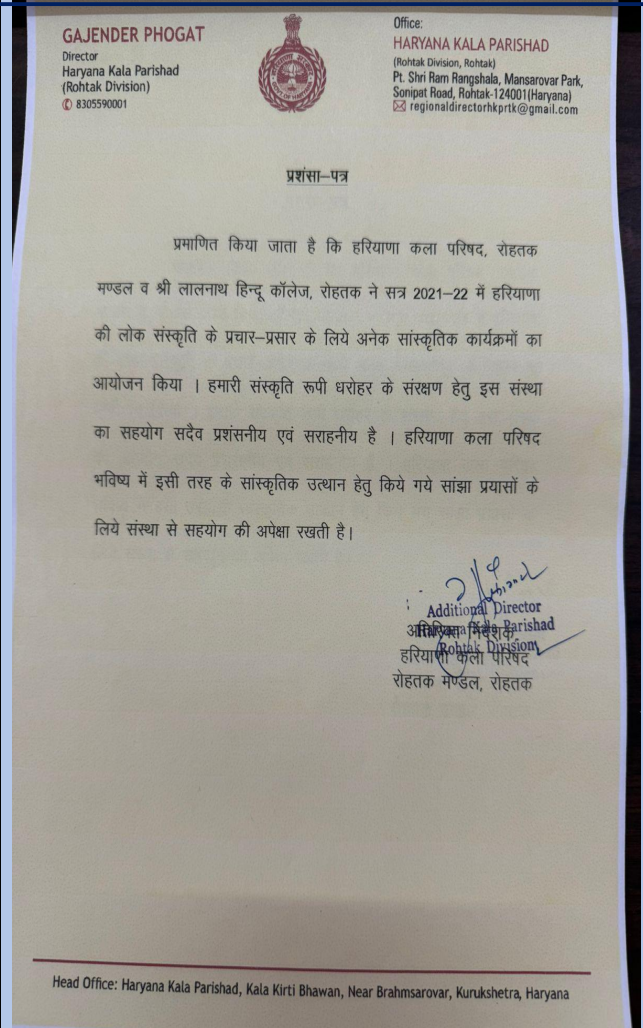 GAJENDER PHOGAT
Director
Haryana Kala Parishad
(Rohtak Division)
8305590001
Office:
HARYANA KALA PARISHAD
(Rohtak Division, Rohtak)
Pt. Shri Ram Rangshala, Mansarovar Park,
Sonipat Road, Rohtak-124001(Haryana)
regionaldirectorhkprtk@gmail.com
प्रशंसा–पत्र
प्रमाणित किया जाता है कि हरियाणा कला परिषद, रोहतक
मण्डल व श्री लालनाथ हिन्दू कॉलेज, रोहतक ने सत्र 2021–22 में हरियाणा
की लोक संस्कृति के प्रचार–प्रसार के लिये अनेक सांस्कृतिक कार्यक्रमों का
आयोजन किया । हमारी संस्कृति रूपी धरोहर के संरक्षण हेतु इस संस्था
का सहयोग सदैव प्रशंसनीय एवं सराहनीय है । हरियाणा कला परिषद
भविष्य में इसी तरह के सांस्कृतिक उत्थान हेतु किये गये सांझा प्रयासों के
लिये संस्था से सहयोग की अपेक्षा रखती है।
Additional Director
अतिरिक्त निदेशक
Haryana Kala Parishad
Rohtak Division
हरियाणा कला परिषद
रोहतक मण्डल, रोहतक
Head Office: Haryana Kala Parishad, Kala Kirti Bhawan, Near Brahmsarovar, Kurukshetra, Haryana